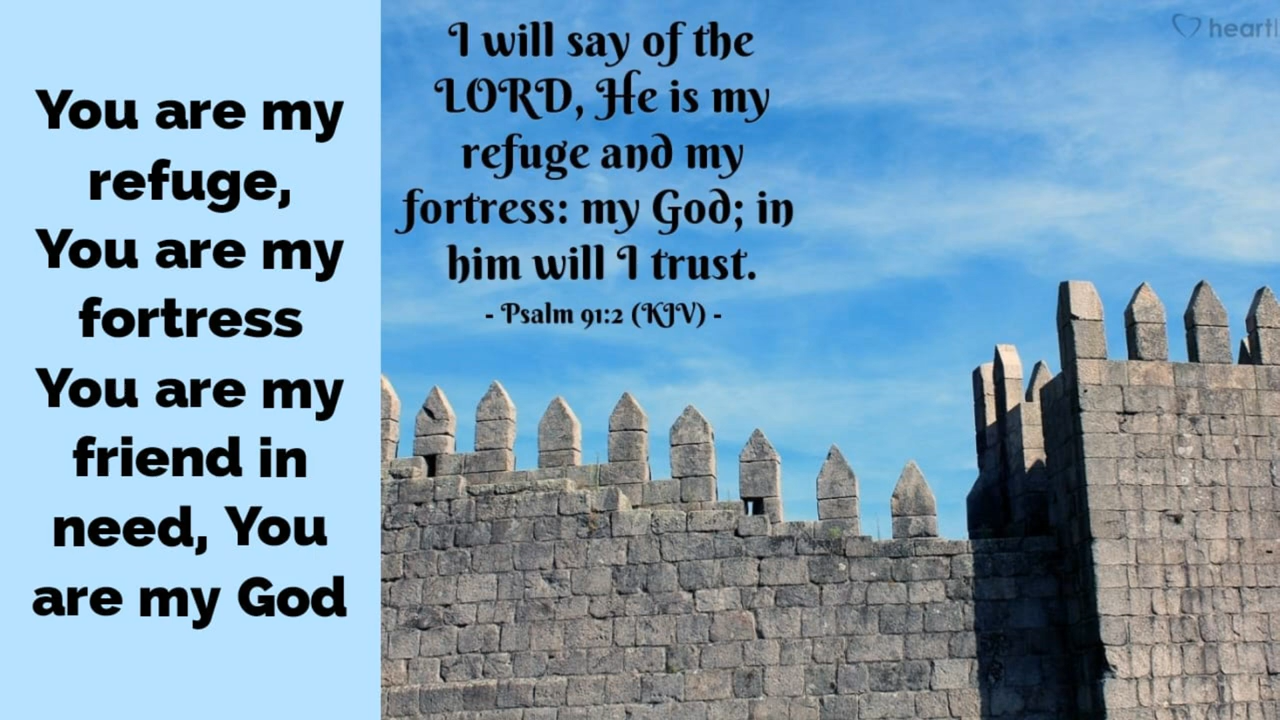 You are my
refuge,
You are my
fortress
You are my
friend in
need, You
are my God
I will say of the
LORD, He is my
refuge and my
fortress: my God; in
him will I trust.
- Psalm 91:2 (KJV) -